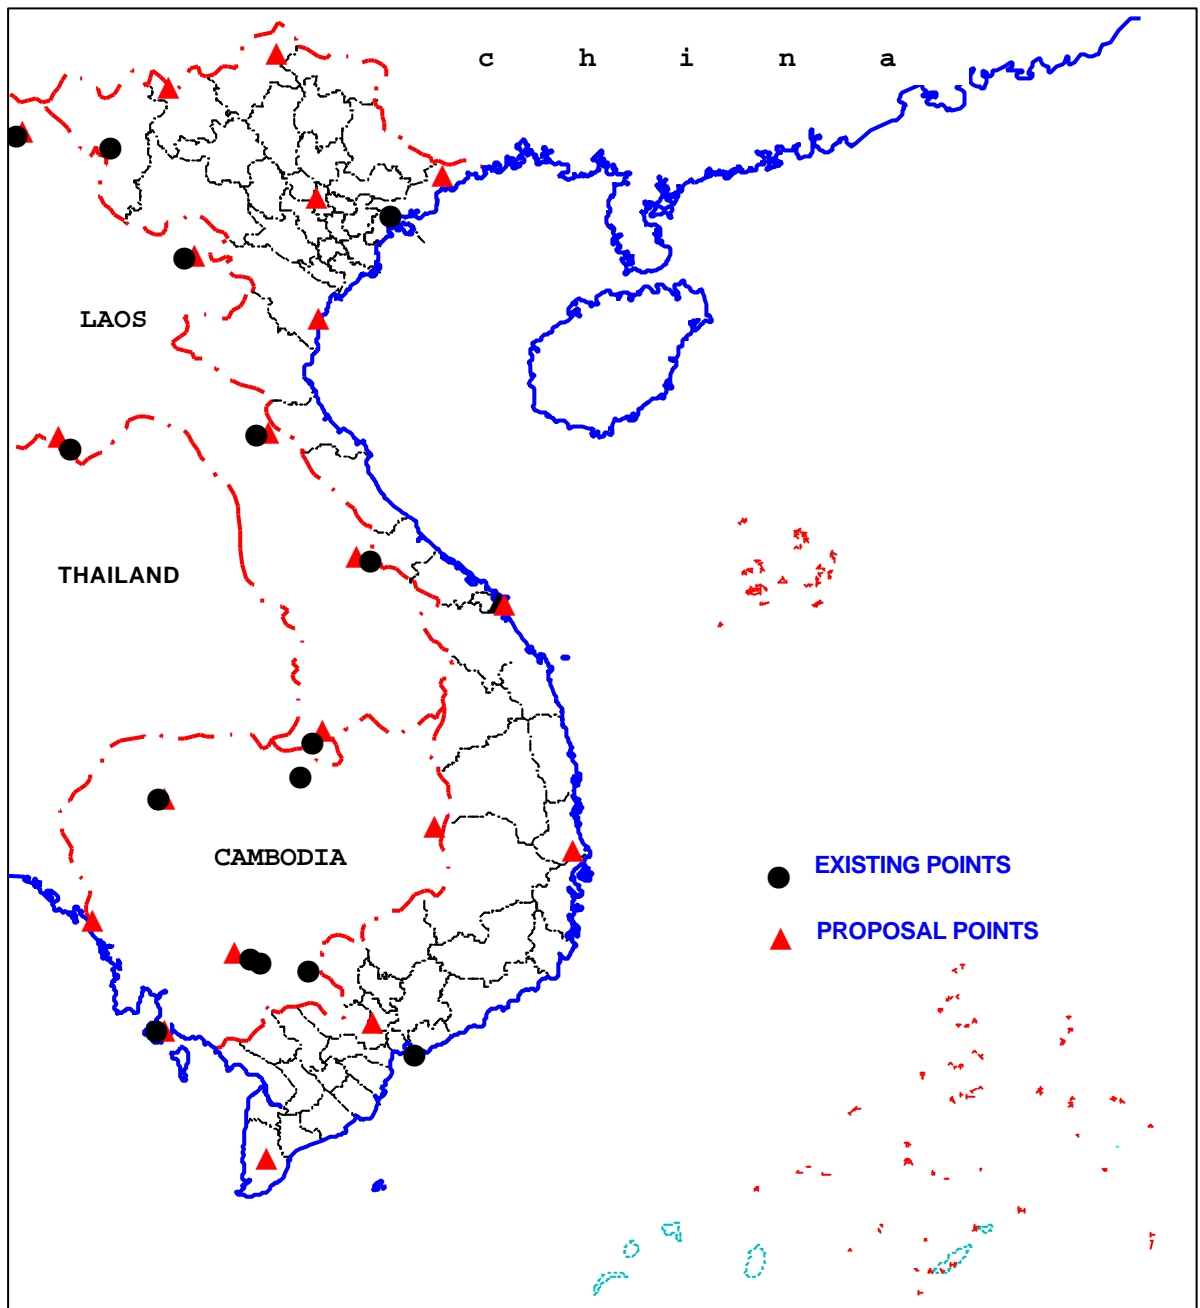 c h i n a
LAOS
THAILAND
CAMBODIA
EXISTING POINTS
PROPOSAL POINTS